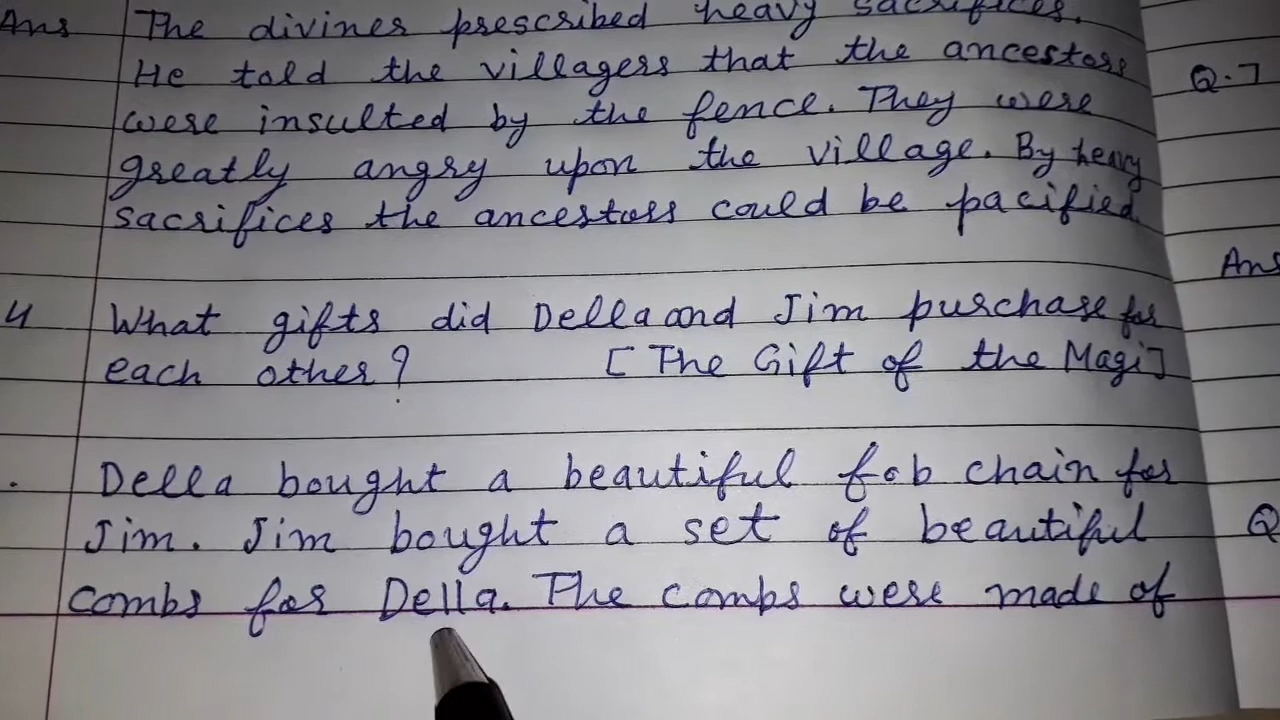 Ans The diviner prescribed heavy sacrifices.
He told the villagers that the ancestors
were insulted by the fence. They were
greatly angry upon the village. By heavy
sacrifices the ancestors could be pacified
4 What gifts did Della and Jim purchase for
each other? [The Gift of the Magi]
. Della bought a beautiful fob chain for
Jim. Jim bought a set of beautiful
combs for Della. The combs were made of
Q.7
Ans
Q